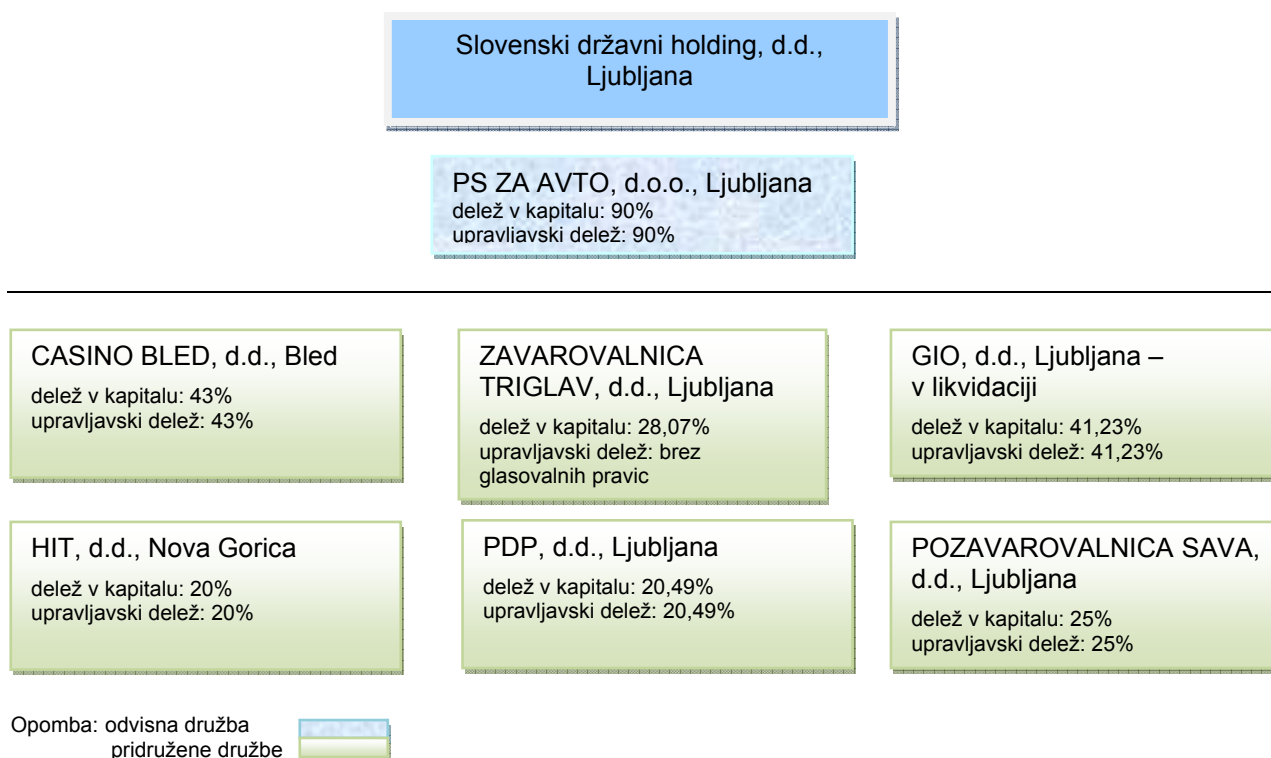 Slovenski državni holding, d.d.,
Ljubljana
PS ZA AVTO, d.o.o., Ljubljana
delež v kapitalu: 90%
upravljavski delež: 90%
CASINO BLED, d.d., Bled
delež v kapitalu: 43%
upravljavski delež: 43%
ZAVAROVALNICA
TRIGLAV, d.d., Ljubljana
delež v kapitalu: 28,07%
upravljavski delež: brez
glasovalnih pravic
GIO, d.d., Ljubljana –
v likvidaciji
delež v kapitalu: 41,23%
upravljavski delež: 41,23%
HIT, d.d., Nova Gorica
delež v kapitalu: 20%
upravljavski delež: 20%
PDP, d.d., Ljubljana
delež v kapitalu: 20,49%
upravljavski delež: 20,49%
POZAVAROVALNICA SAVA,
d.d., Ljubljana
delež v kapitalu: 25%
upravljavski delež: 25%
Opomba: odvisna družba
pridružene družbe